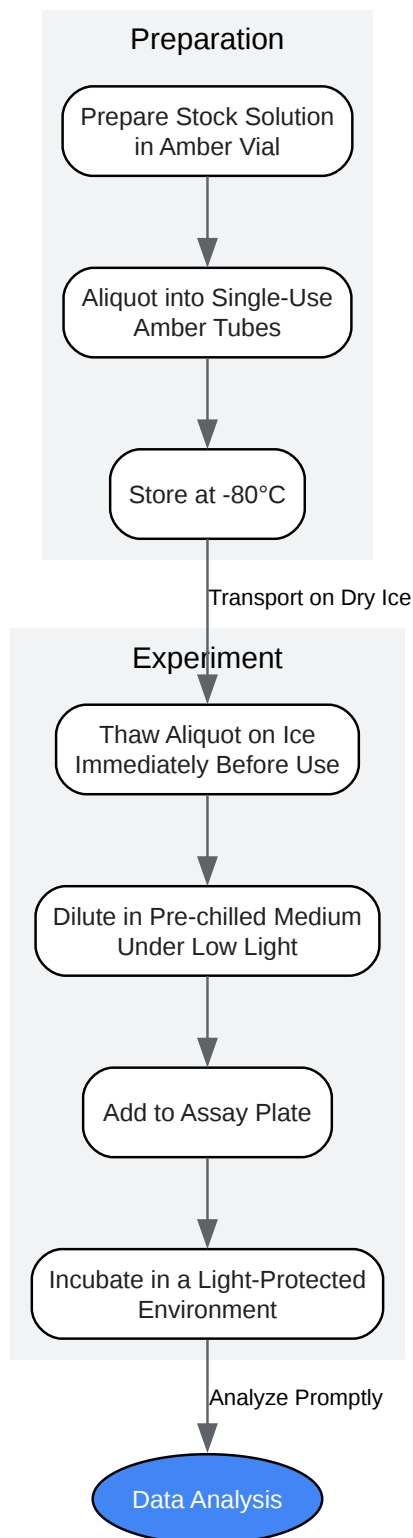 Preparation
Prepare Stock Solution
in Amber Vial
Aliquot into Single-Use
Amber Tubes
Store at -80°C
Transport on Dry Ice
Experiment
Thaw Aliquot on Ice
Immediately Before Use
Dilute in Pre-chilled Medium
Under Low Light
Add to Assay Plate
Incubate in a Light-Protected
Environment
Analyze Promptly
Data Analysis